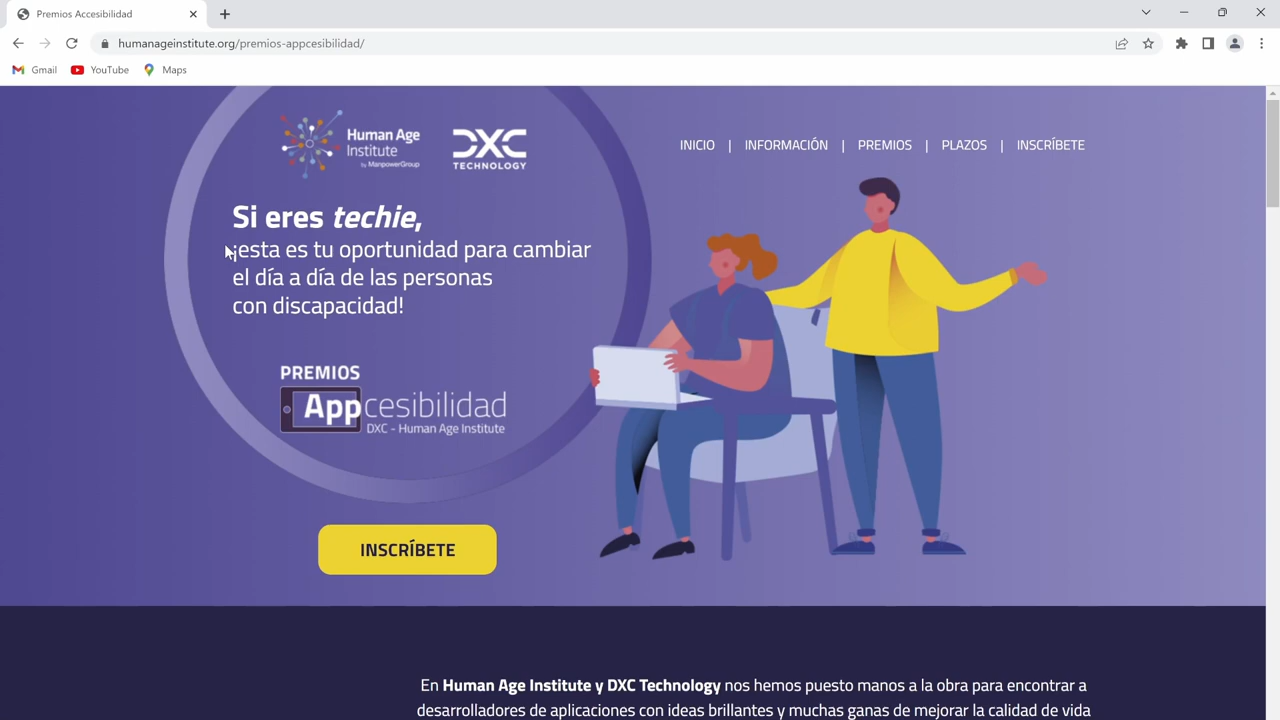 Premios Accesibilidad
humanageinstitute.org/premios-appcesibilidad/
Gmail YouTube Maps
Human Age
Institute
by ManpowerGroup
DXC
TECHNOLOGY
INICIO | INFORMACIÓN | PREMIOS | PLAZOS | INSCRÍBETE
Si eres techie,
¡esta es tu oportunidad para cambiar
el día a día de las personas
con discapacidad!
PREMIOS
Appcesibilidad
DXC - Human Age Institute
INSCRÍBETE
En Human Age Institute y DXC Technology nos hemos puesto manos a la obra para encontrar a
desarrolladores de aplicaciones con ideas brillantes y muchas ganas de mejorar la calidad de vida